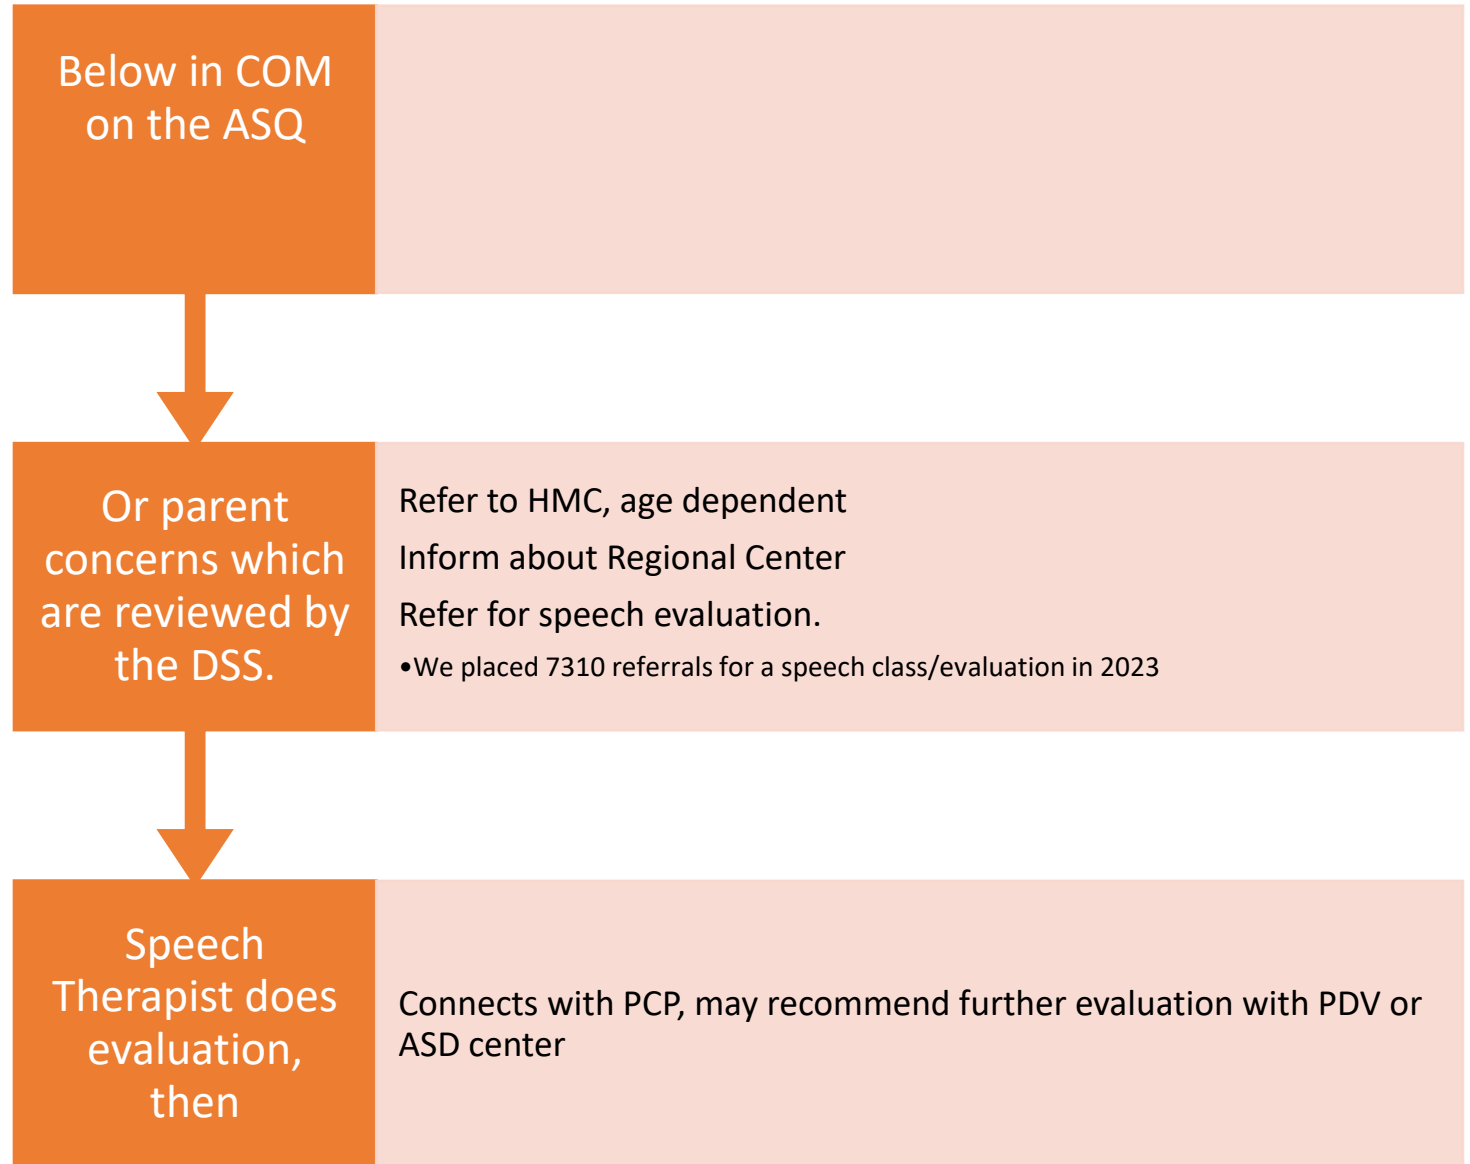 Below in COM
on the ASQ
Or parent
concerns which
are reviewed by
the DSS.
Refer to HMC, age dependent
Inform about Regional Center
Refer for speech evaluation.
•We placed 7310 referrals for a speech class/evaluation in 2023
Speech
Therapist does
evaluation,
then
Connects with PCP, may recommend further evaluation with PDV or
ASD center